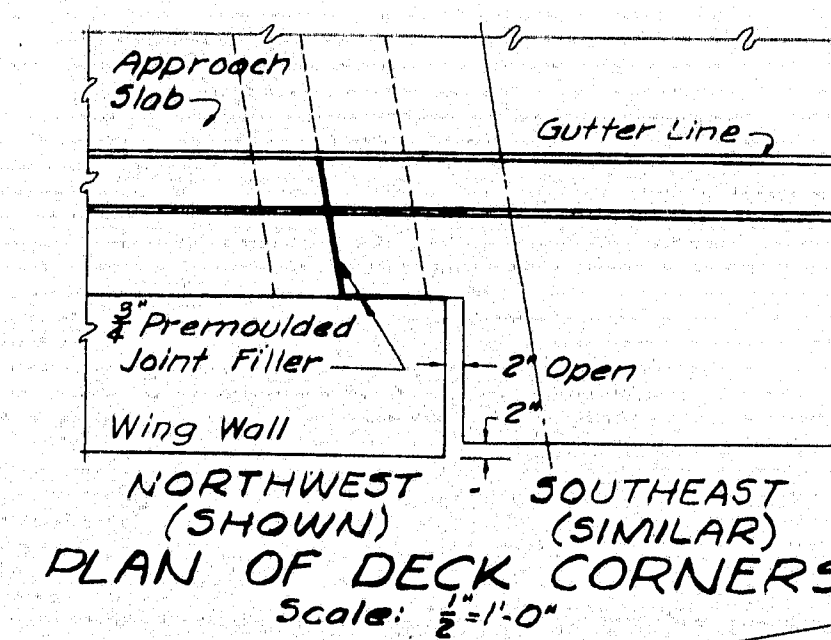 Approach
Slab
Gutter Line
3/4" Premoulded
Joint Filler
2" Open
2"
Wing Wall
NORTHWEST - SOUTHEAST
(SHOWN) (SIMILAR)
PLAN OF DECK CORNERS
Scale: 1/2"=1'-0"